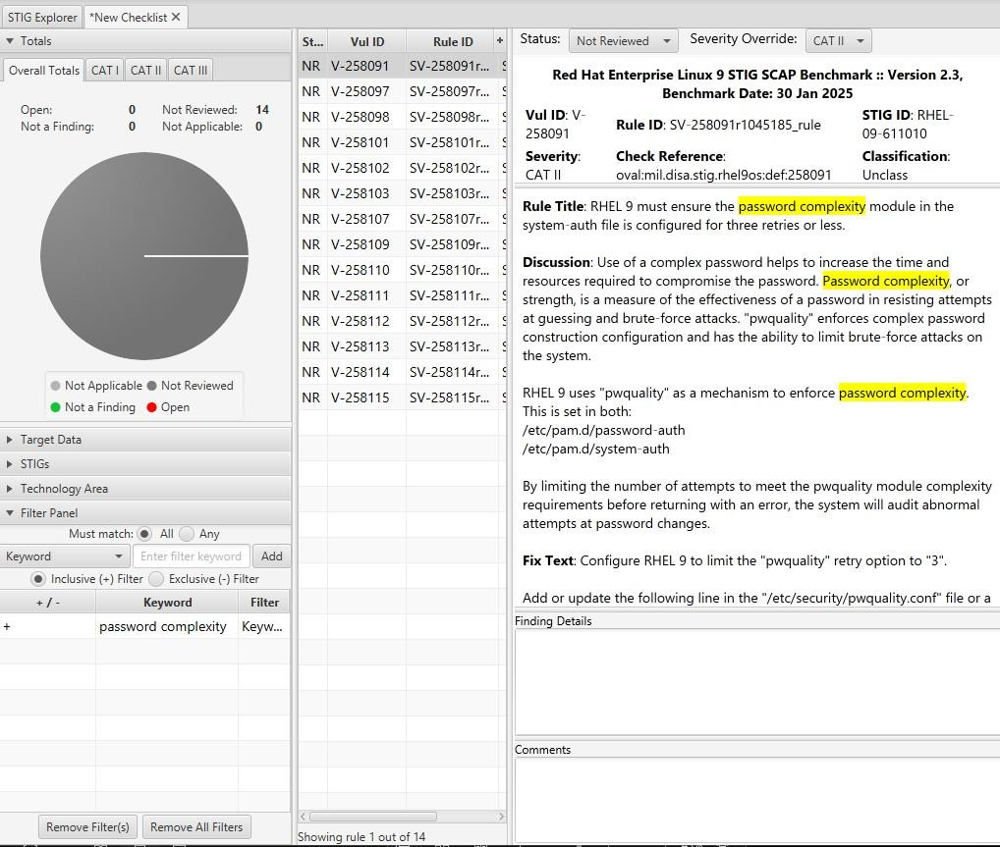 STIG Explorer
*New Checklist ✕
Totals
Overall Totals CAT I CAT II CAT III
Open: 0 Not Reviewed: 14
Not a Finding: 0 Not Applicable: 0
Not Applicable Not Reviewed
Not a Finding Open
Target Data
STIGs
Technology Area
Filter Panel
Must match: All Any
Keyword Enter filter keyword Add
Inclusive (+) Filter Exclusive (-) Filter
+ / - Keyword Filter
+ password complexity Keyw...
Remove Filter(s) Remove All Filters
St... Vul ID Rule ID +
NR V-258091 SV-258091r... S
NR V-258097 SV-258097r... S
NR V-258098 SV-258098r... S
NR V-258101 SV-258101r... S
NR V-258102 SV-258102r... S
NR V-258103 SV-258103r... S
NR V-258107 SV-258107r... S
NR V-258109 SV-258109r... S
NR V-258110 SV-258110r... S
NR V-258111 SV-258111r... S
NR V-258112 SV-258112r... S
NR V-258113 SV-258113r... S
NR V-258114 SV-258114r... S
NR V-258115 SV-258115r... S
Showing rule 1 out of 14
Status: Not Reviewed Severity Override: CAT II
Red Hat Enterprise Linux 9 STIG SCAP Benchmark :: Version 2.3,
Benchmark Date: 30 Jan 2025
Vul ID: V-
258091
Rule ID: SV-258091r1045185_rule
STIG ID: RHEL-
09-611010
Severity:
CAT II
Check Reference:
oval:mil.disa.stig.rhel9os:def:258091
Classification:
Unclass
Rule Title: RHEL 9 must ensure the password complexity module in the
system-auth file is configured for three retries or less.
Discussion: Use of a complex password helps to increase the time and
resources required to compromise the password. Password complexity, or
strength, is a measure of the effectiveness of a password in resisting attempts
at guessing and brute-force attacks. "pwquality" enforces complex password
construction configuration and has the ability to limit brute-force attacks on
the system.
RHEL 9 uses "pwquality" as a mechanism to enforce password complexity.
This is set in both:
/etc/pam.d/password-auth
/etc/pam.d/system-auth
By limiting the number of attempts to meet the pwquality module complexity
requirements before returning with an error, the system will audit abnormal
attempts at password changes.
Fix Text: Configure RHEL 9 to limit the "pwquality" retry option to "3".
Add or update the following line in the "/etc/security/pwquality.conf" file or a
Finding Details
Comments